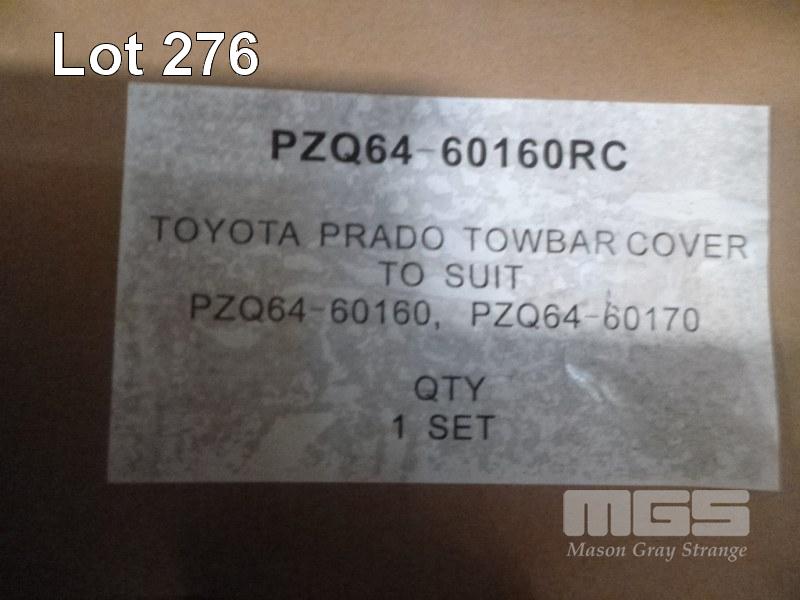 Lot 276
PZQ64-60160RC
TOYOTA PRADO TOWBAR COVER
TO SUIT
PZQ64-60160, PZQ64-60170
QTY
1 SET
MGS
Mason Gray Strange